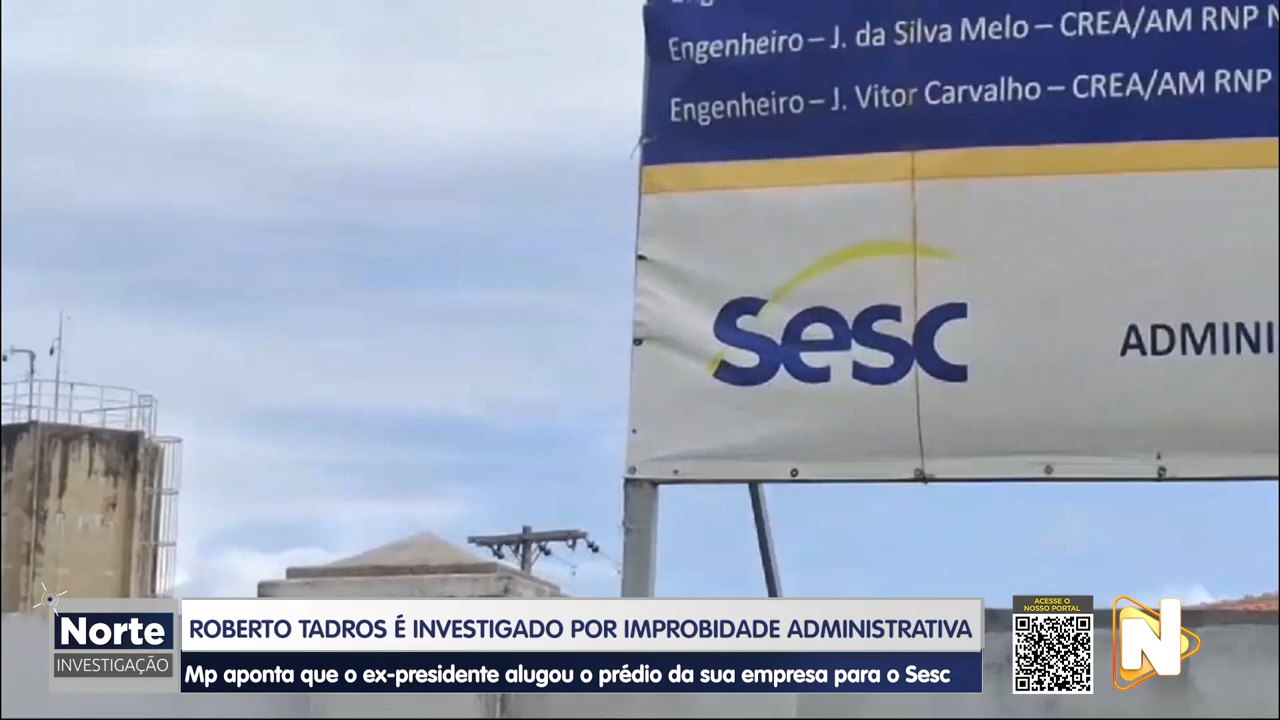 Engenheiro – J. da Silva Melo – CREA/AM RNP
Engenheiro – J. Vitor Carvalho – CREA/AM RNP
Sesc
ADMINI
Norte
INVESTIGAÇÃO
ROBERTO TADROS É INVESTIGADO POR IMPROBIDADE ADMINISTRATIVA
Mp aponta que o ex-presidente alugou o prédio da sua empresa para o Sesc
ACESSE O
NOSSO PORTAL
N